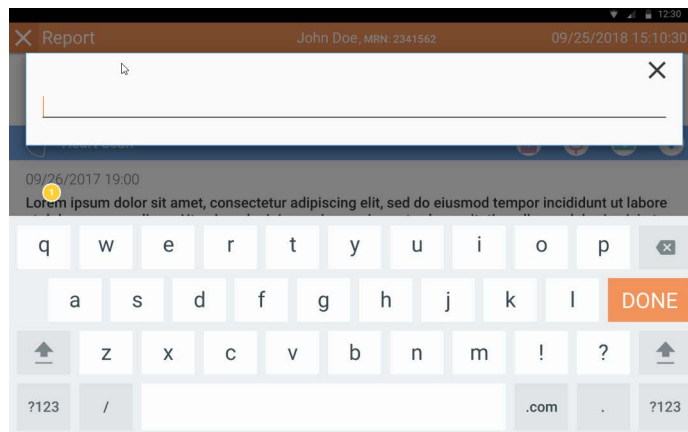 12:30
Report John Doe, MRN: 2341562 09/25/2018 15:10:30
09/26/2017 19:00
1
Lorem ipsum dolor sit amet, consectetur adipiscing elit, sed do eiusmod tempor incididunt ut labore
q w e r t y u i o p
a s d f g h j k l DONE
z x c v b n m ! ?
?123 / .com . ?123